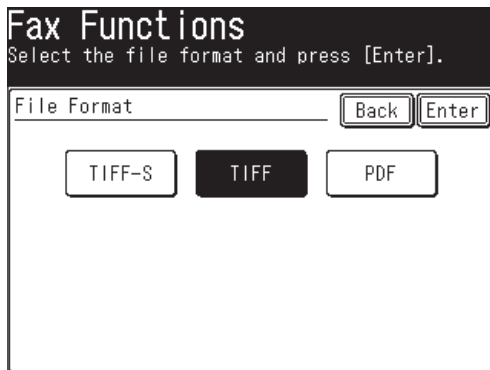 Fax Functions
Select the file format and press [Enter].
File Format Back Enter
TIFF-S TIFF PDF